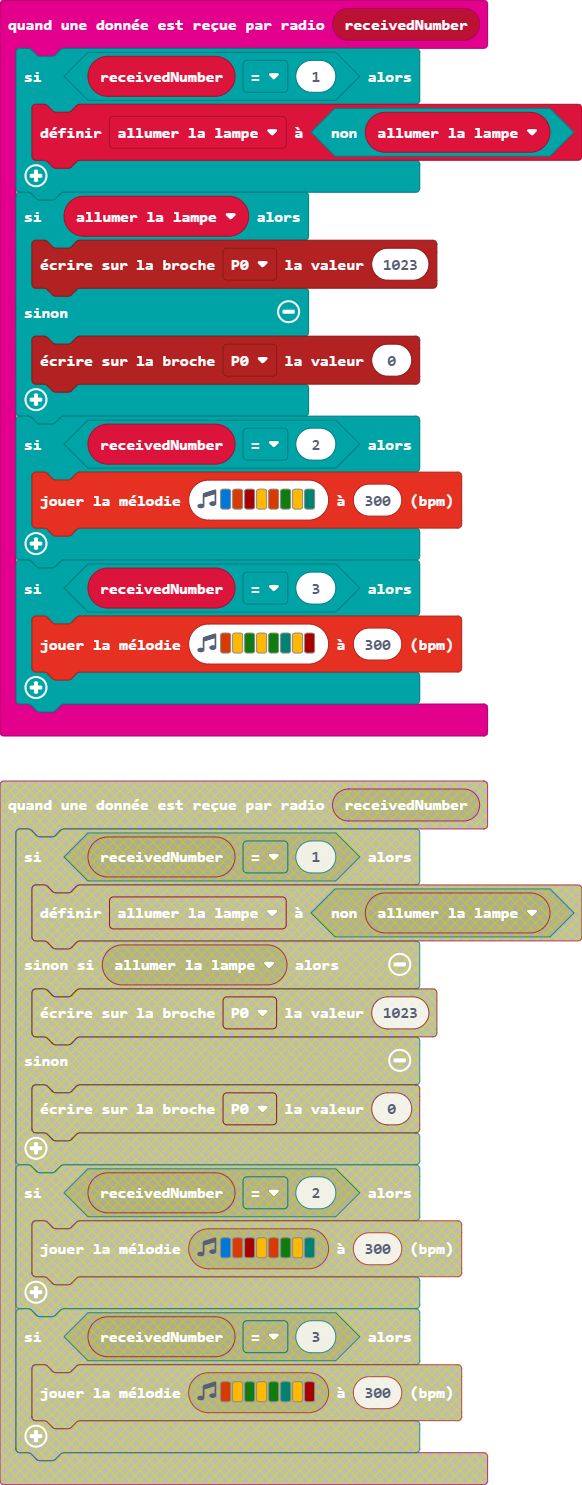 quand une donnée est reçue par radio receivedNumber
si receivedNumber = 1 alors
définir allumer la lampe à non allumer la lampe
si allumer la lampe alors
écrire sur la broche P0 la valeur 1023
sinon
écrire sur la broche P0 la valeur 0
si receivedNumber = 2 alors
jouer la mélodie à 300 (bpm)
si receivedNumber = 3 alors
jouer la mélodie à 300 (bpm)
quand une donnée est reçue par radio receivedNumber
si receivedNumber = 1 alors
définir allumer la lampe à non allumer la lampe
sinon si allumer la lampe alors
écrire sur la broche P0 la valeur 1023
sinon
écrire sur la broche P0 la valeur 0
si receivedNumber = 2 alors
jouer la mélodie à 300 (bpm)
si receivedNumber = 3 alors
jouer la mélodie à 300 (bpm)